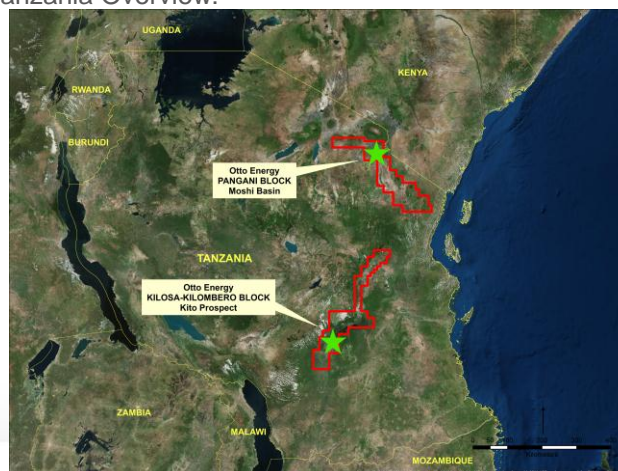 anzania Overview:
UGANDA
KENYA
RWANDA
BURUNDI
Otto Energy
PANGANI BLOCK
Moshi Basin
TANZANIA
Otto Energy
KILOSA-KILOMBERO BLOCK
Kito Prospect
ZAMBIA
MALAWI
MOZAMBIQUE